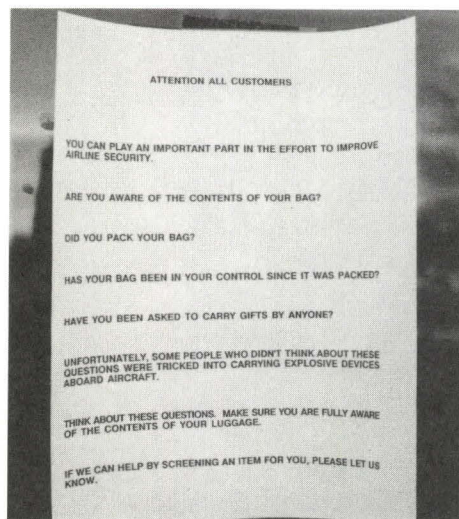 ATTENTION ALL CUSTOMERS
YOU CAN PLAY AN IMPORTANT PART IN THE EFFORT TO IMPROVE
AIRLINE SECURITY.
ARE YOU AWARE OF THE CONTENTS OF YOUR BAG?
DID YOU PACK YOUR BAG?
HAS YOUR BAG BEEN IN YOUR CONTROL SINCE IT WAS PACKED?
HAVE YOU BEEN ASKED TO CARRY GIFTS BY ANYONE?
UNFORTUNATELY, SOME PEOPLE WHO DIDN'T THINK ABOUT THESE
QUESTIONS WERE TRICKED INTO CARRYING EXPLOSIVE DEVICES
ABOARD AIRCRAFT.
THINK ABOUT THESE QUESTIONS. MAKE SURE YOU ARE FULLY AWARE
OF THE CONTENTS OF YOUR LUGGAGE.
IF WE CAN HELP BY SCREENING AN ITEM FOR YOU, PLEASE LET US
KNOW.